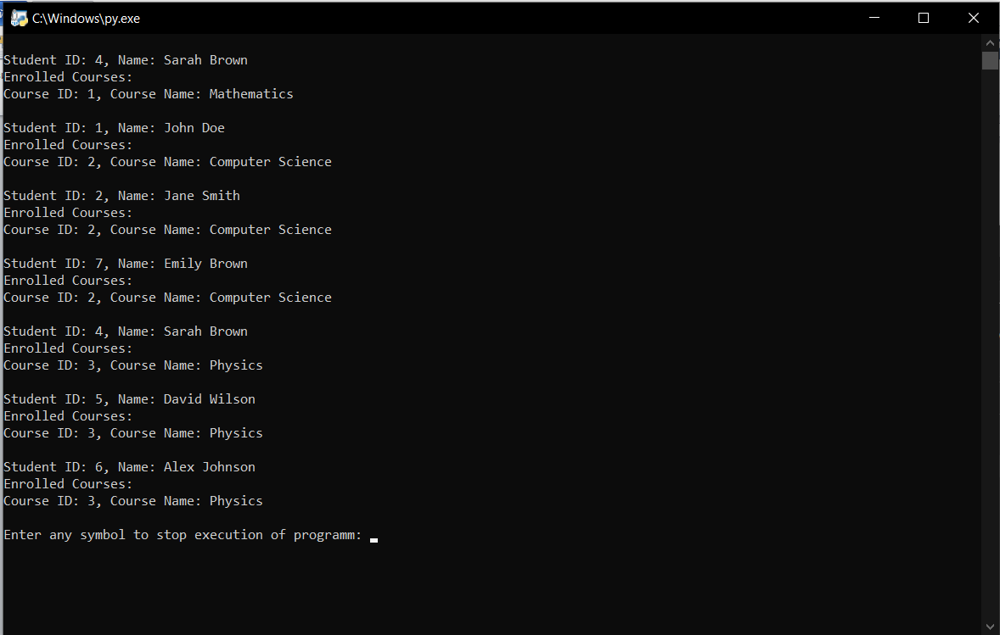 C:\Windows\py.exe
Student ID: 4, Name: Sarah Brown
Enrolled Courses:
Course ID: 1, Course Name: Mathematics
Student ID: 1, Name: John Doe
Enrolled Courses:
Course ID: 2, Course Name: Computer Science
Student ID: 2, Name: Jane Smith
Enrolled Courses:
Course ID: 2, Course Name: Computer Science
Student ID: 7, Name: Emily Brown
Enrolled Courses:
Course ID: 2, Course Name: Computer Science
Student ID: 4, Name: Sarah Brown
Enrolled Courses:
Course ID: 3, Course Name: Physics
Student ID: 5, Name: David Wilson
Enrolled Courses:
Course ID: 3, Course Name: Physics
Student ID: 6, Name: Alex Johnson
Enrolled Courses:
Course ID: 3, Course Name: Physics
Enter any symbol to stop execution of programm: